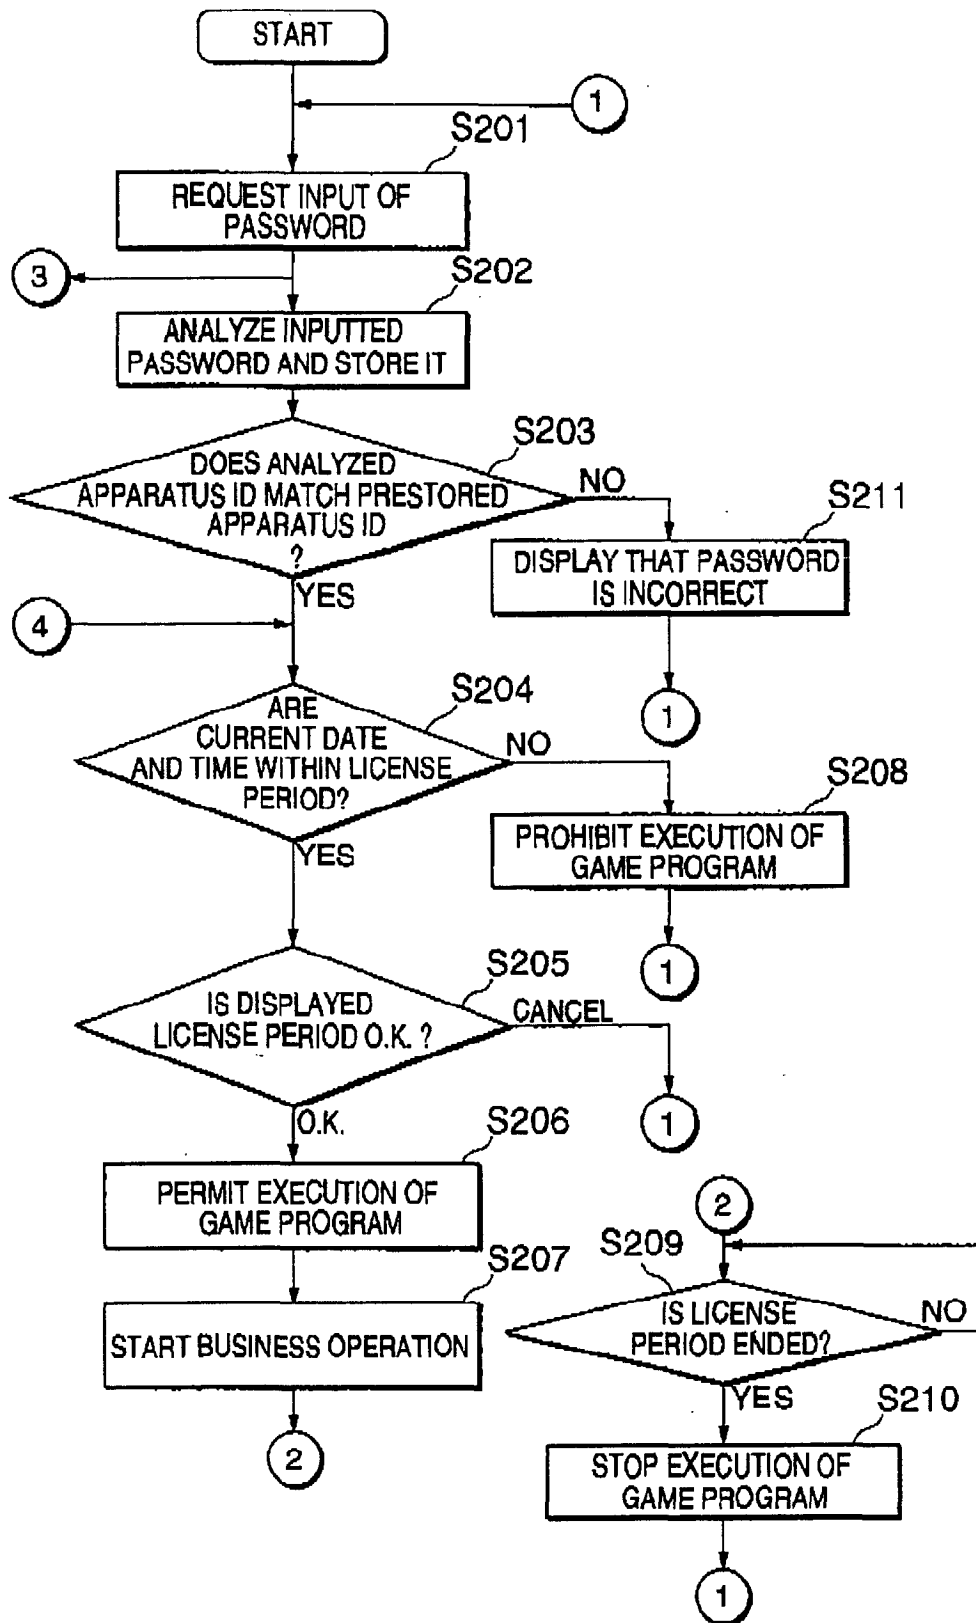 START
1
S201
REQUEST INPUT OF
PASSWORD
3
S202
ANALYZE INPUTTED
PASSWORD AND STORE IT
S203
DOES ANALYZED
APPARATUS ID MATCH PRESTORED
APPARATUS ID
?
NO
YES
S211
DISPLAY THAT PASSWORD
IS INCORRECT
1
4
S204
ARE
CURRENT DATE
AND TIME WITHIN LICENSE
PERIOD?
NO
YES
S208
PROHIBIT EXECUTION OF
GAME PROGRAM
1
S205
IS DISPLAYED
LICENSE PERIOD O.K. ?
CANCEL
O.K.
1
S206
PERMIT EXECUTION OF
GAME PROGRAM
S207
START BUSINESS OPERATION
2
2
S209
IS LICENSE
PERIOD ENDED?
NO
YES
S210
STOP EXECUTION OF
GAME PROGRAM
1